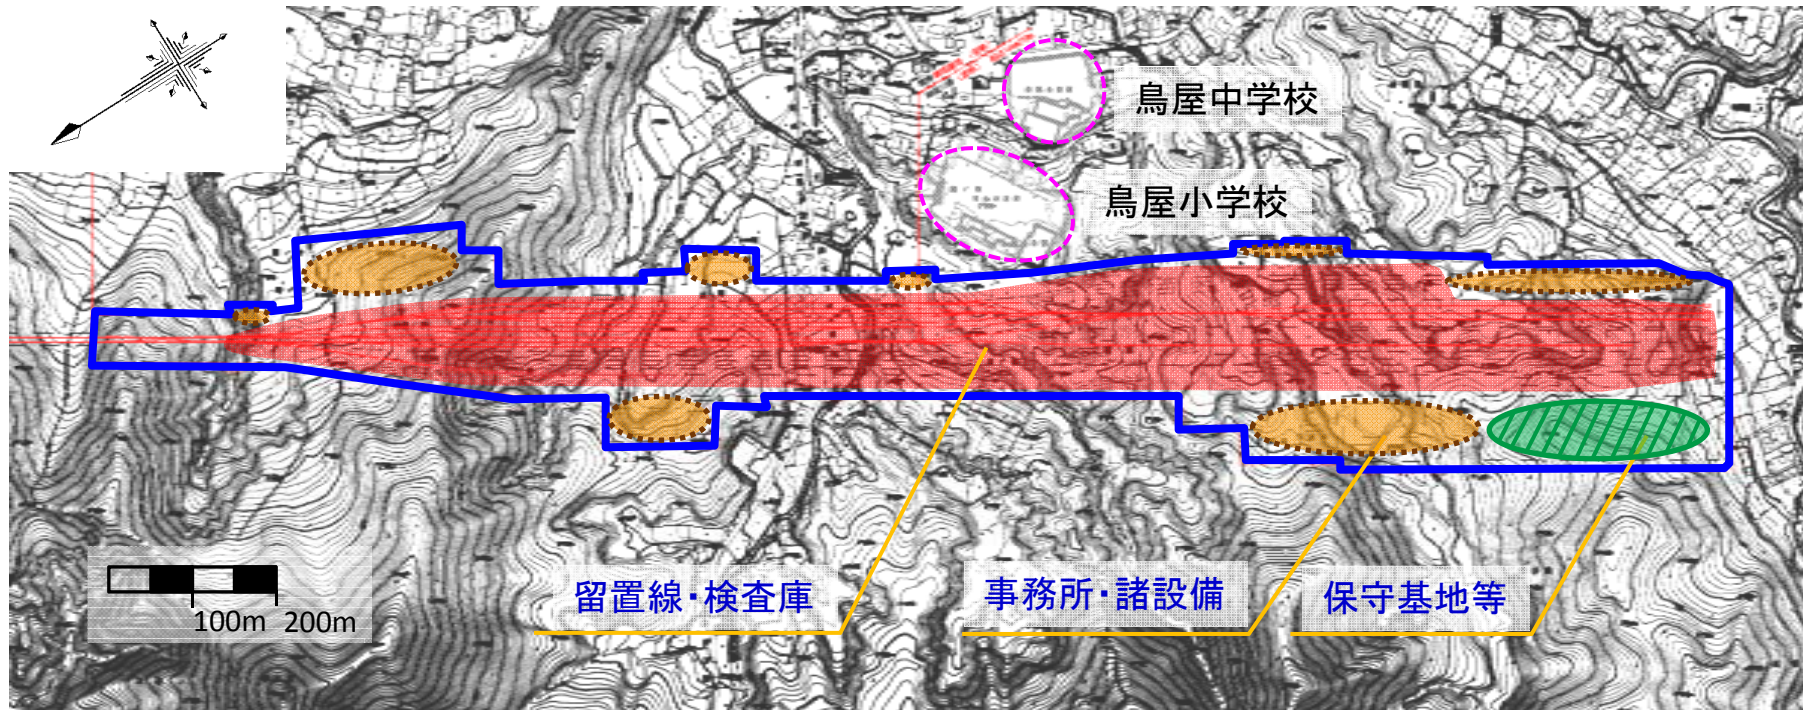 鳥屋中学校
鳥屋小学校
留置線・検査庫
事務所・諸設備
保守基地等
100m 200m